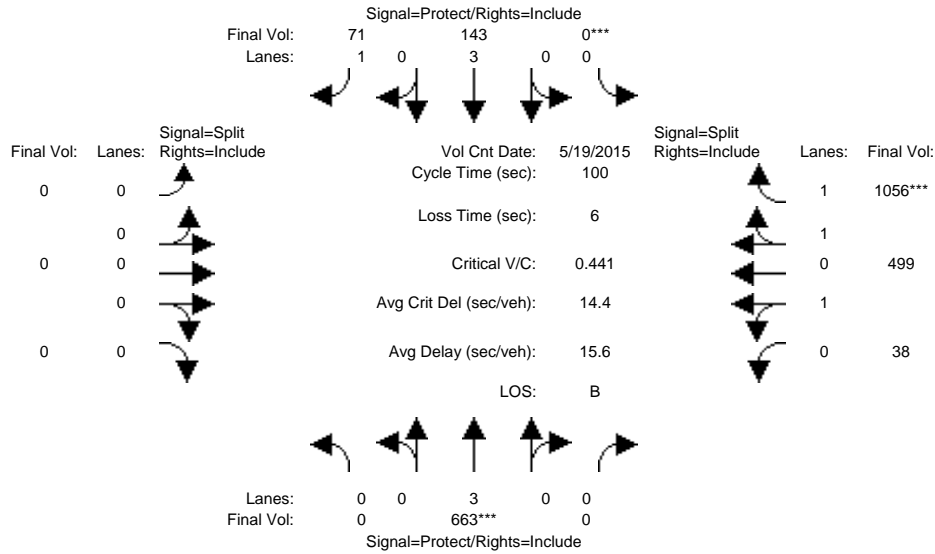 Signal=Protect/Rights=Include
Final Vol: 71 143 0***
Lanes: 1 0 3 0 0
Signal=Split
Final Vol: Lanes: Rights=Include
Vol Cnt Date: 5/19/2015
Signal=Split
Rights=Include Lanes: Final Vol:
Cycle Time (sec): 100
0 0
1 1056***
Loss Time (sec): 6
0
1
0 0
Critical V/C: 0.441
0 499
0
Avg Crit Del (sec/veh): 14.4
1
0 0
Avg Delay (sec/veh): 15.6
0 38
LOS: B
Lanes: 0 0 3 0 0
Final Vol: 0 663*** 0
Signal=Protect/Rights=Include